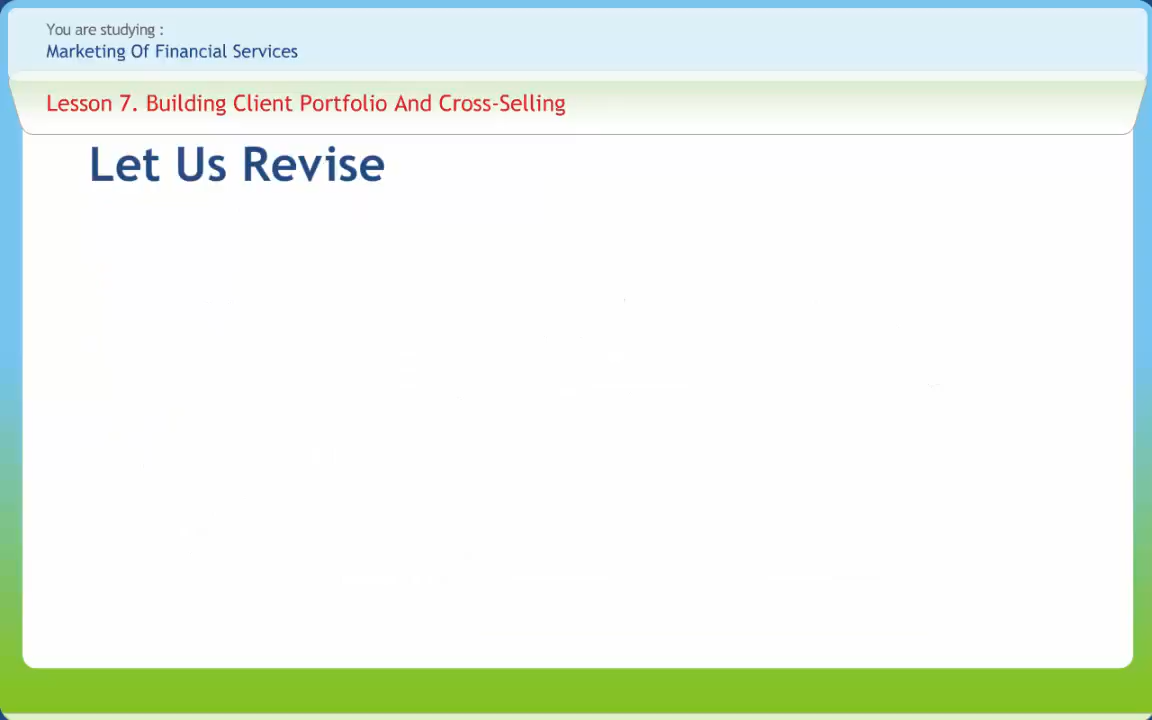 You are studying :
Marketing Of Financial Services
Lesson 7. Building Client Portfolio And Cross-Selling
Let Us Revise